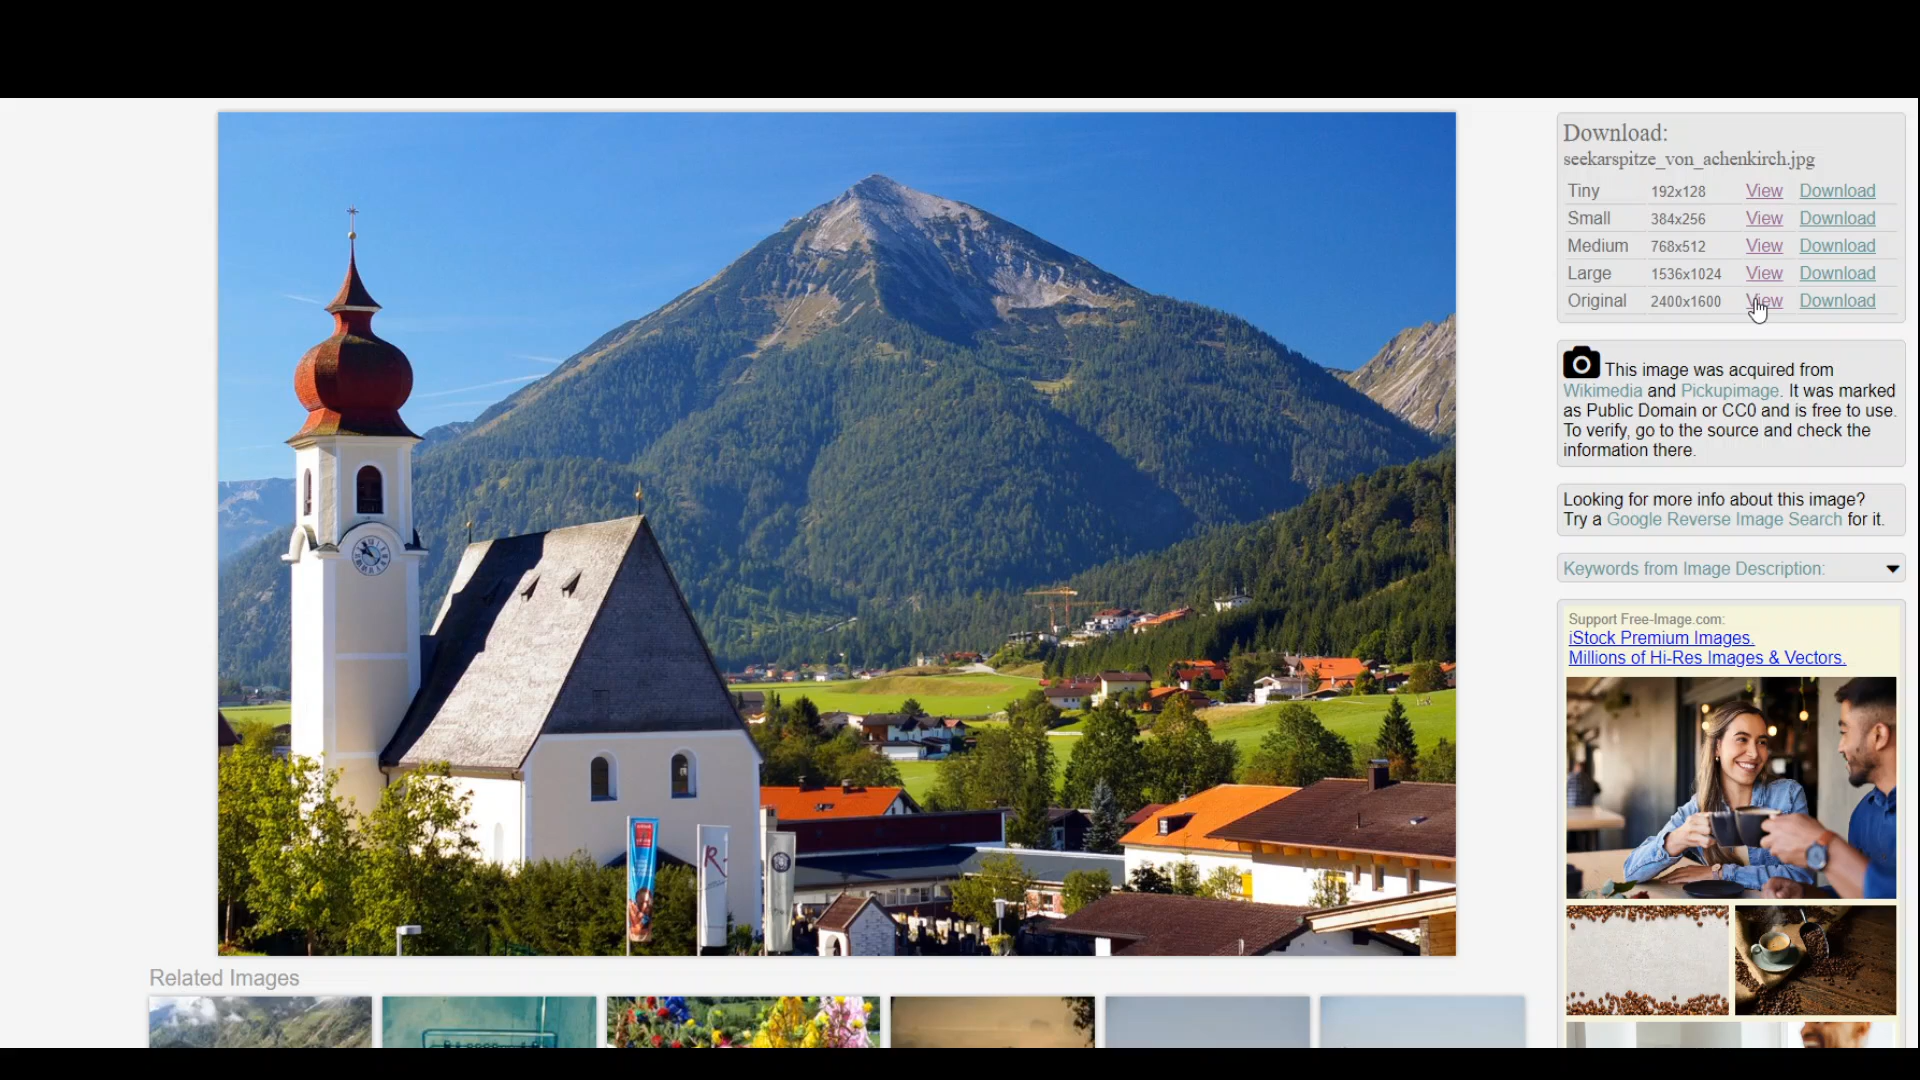 Download:
seekarspitze_von_achenkirch.jpg
Tiny 192x128 View Download
Small 384x256 View Download
Medium 768x512 View Download
Large 1536x1024 View Download
Original 2400x1600 View Download
This image was acquired from
Wikimedia and Pickupimage. It was marked
as Public Domain or CC0 and is free to use.
To verify, go to the source and check the
information there.
Looking for more info about this image?
Try a Google Reverse Image Search for it.
Keywords from Image Description:
Support Free-Image.com:
iStock Premium Images.
Millions of Hi-Res Images & Vectors.
R
Related Images